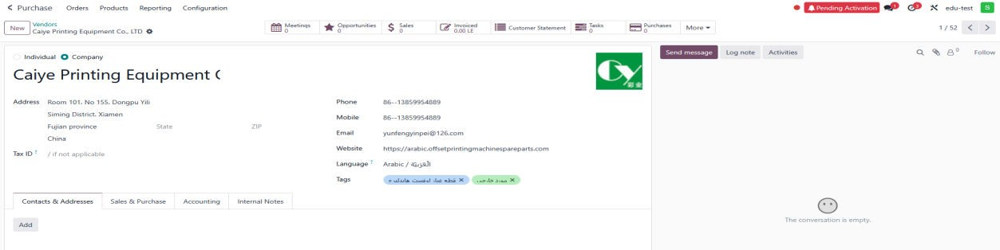 Purchase Orders Products Reporting Configuration
Pending Activation 1 3 edu-test S
New
Vendors
Caiye Printing Equipment Co., LTD
Meetings 0
Opportunities 0
Sales 0
Invoiced 0.00 LE
Customer Statement
Tasks 0
Purchases 0
More
1 / 52
Individual Company
Caiye Printing Equipment C
CY
彩业
Address Room 101. No 155. Dongpu Yili
Siming District. Xiamen
Fujian province State ZIP
China
Tax ID ? / if not applicable
Phone 86--13859954889
Mobile 86--13859954889
Email yunfengyinpei@126.com
Website https://arabic.offsetprintingmachinespareparts.com
Language ? Arabic / الْعَرَبيّة
Tags قطع غيار اوفست هايدلبرج × مورد خارجي ×
Contacts & Addresses Sales & Purchase Accounting Internal Notes
Add
Send message Log note Activities
0 Follow
The conversation is empty.